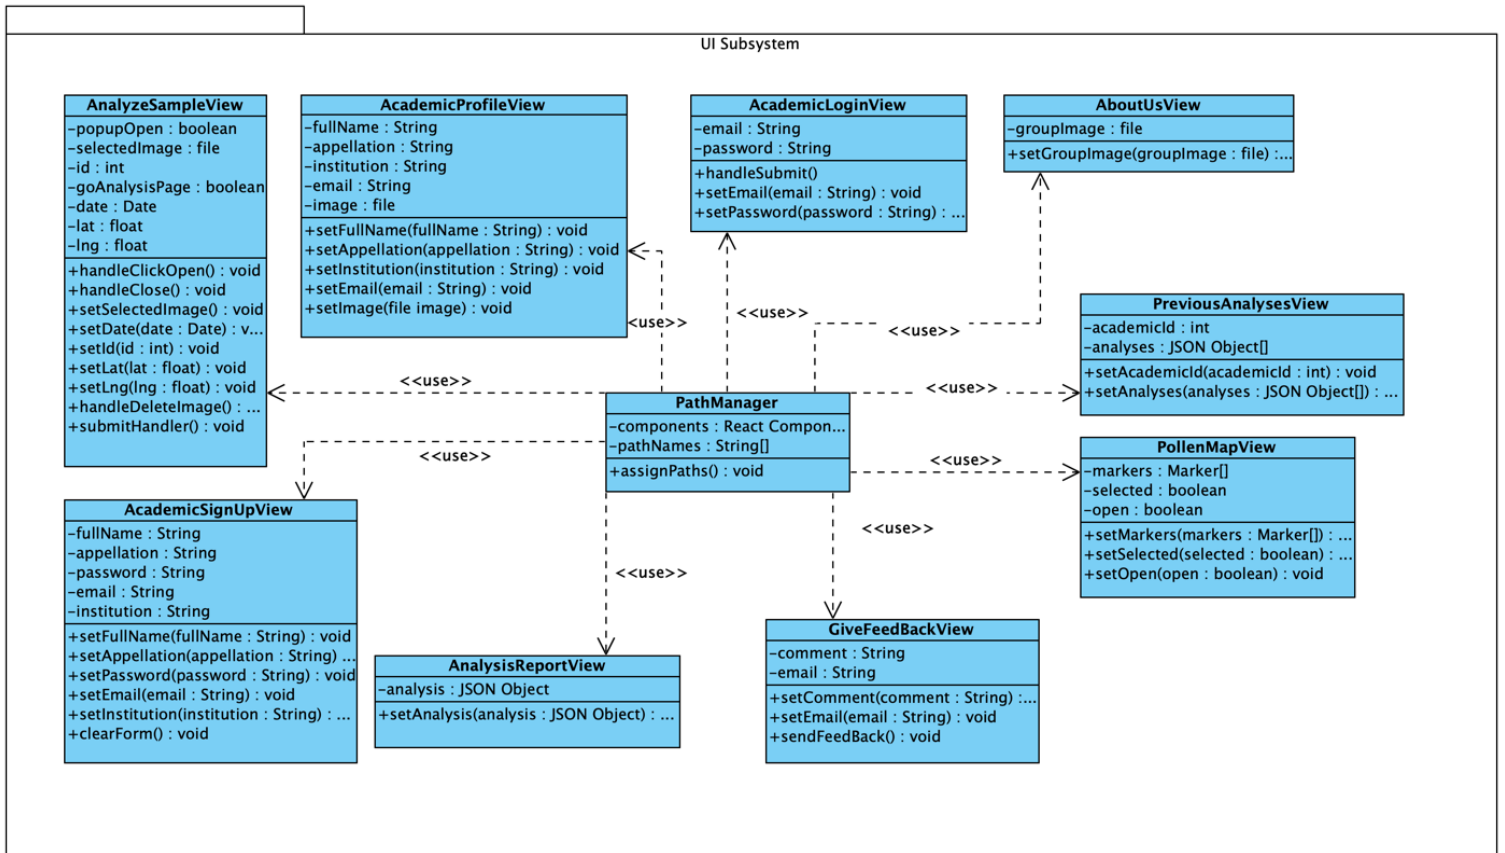 UI Subsystem
AnalyzeSampleView
-popupOpen : boolean
-selectedImage : file
-id : int
-goAnalysisPage : boolean
-date : Date
-lat : float
-lng : float
+handleClickOpen() : void
+handleClose() : void
+setSelectedImage() : void
+setDate(date : Date) : v...
+setId(id : int) : void
+setLat(lat : float) : void
+setLng(lng : float) : void
+handleDeleteImage() : ...
+submitHandler() : void
AcademicProfileView
-fullName : String
-appellation : String
-institution : String
-email : String
-image : file
+setFullName(fullName : String) : void
+setAppellation(appellation : String) : void
+setInstitution(institution : String) : void
+setEmail(email : String) : void
+setImage(file image) : void
AcademicLoginView
-email : String
-password : String
+handleSubmit()
+setEmail(email : String) : void
+setPassword(password : String) : ...
AboutUsView
-groupImage : file
+setGroupImage(groupImage : file) :...
<use>>
<<use>>
<<use>>
PreviousAnalysesView
-academicId : int
-analyses : JSON Object[]
+setAcademicId(academicId : int) : void
+setAnalyses(analyses : JSON Object[]) : ...
<<use>>
<<use>>
PathManager
-components : React Compon...
-pathNames : String[]
+assignPaths() : void
<<use>>
<<use>>
PollenMapView
-markers : Marker[]
-selected : boolean
-open : boolean
+setMarkers(markers : Marker[]) : ...
+setSelected(selected : boolean) : ...
+setOpen(open : boolean) : void
AcademicSignUpView
-fullName : String
-appellation : String
-password : String
-email : String
-institution : String
+setFullName(fullName : String) : void
+setAppellation(appellation : String) ...
+setPassword(password : String) : void
+setEmail(email : String) : void
+setInstitution(institution : String) : ...
+clearForm() : void
<<use>>
<<use>>
AnalysisReportView
-analysis : JSON Object
+setAnalysis(analysis : JSON Object) : ...
GiveFeedBackView
-comment : String
-email : String
+setComment(comment : String) :...
+setEmail(email : String) : void
+sendFeedBack() : void